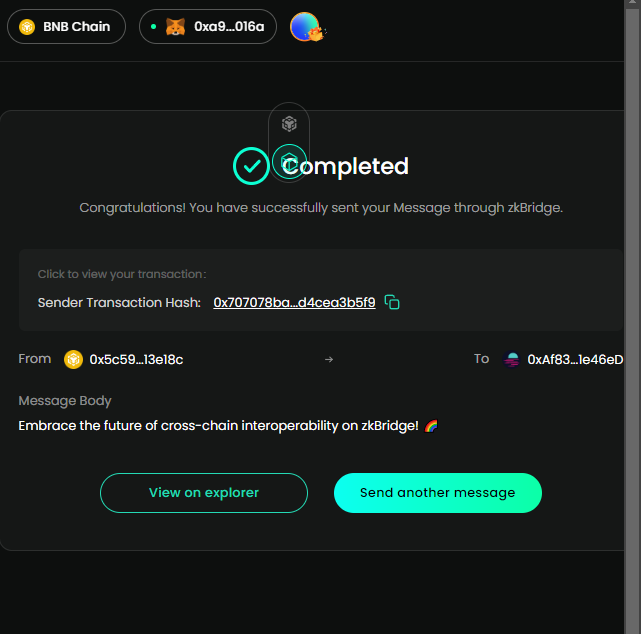 BNB Chain
0xa9...016a
Completed
Congratulations! You have successfully sent your Message through zkBridge.
Click to view your transaction:
Sender Transaction Hash: 0x707078ba...d4cea3b5f9
From 0x5c59...13e18c → To 0xAf83...1e46eD
Message Body
Embrace the future of cross-chain interoperability on zkBridge! 🌈
View on explorer
Send another message